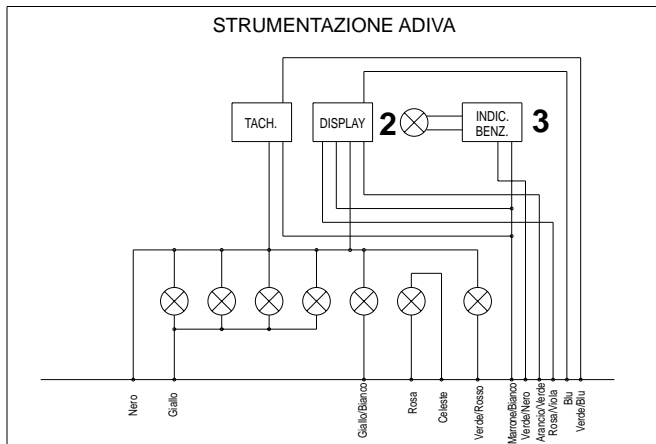 STRUMENTAZIONE ADIVA
TACH.
DISPLAY
2
INDIC.
BENZ.
3
Nero
Giallo
Giallo/Bianco
Rosa
Celeste
Verde/Rosso
Marrone/Bianco
Verde/Nero
Arancio/Verde
Rosa/Viola
Blu
Verde/Blu